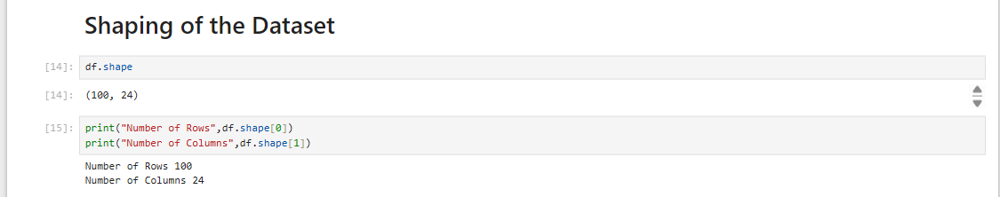 Shaping of the Dataset
[14]: df.shape
[14]: (100, 24)
[15]: print("Number of Rows",df.shape[0])
print("Number of Columns",df.shape[1])
Number of Rows 100
Number of Columns 24